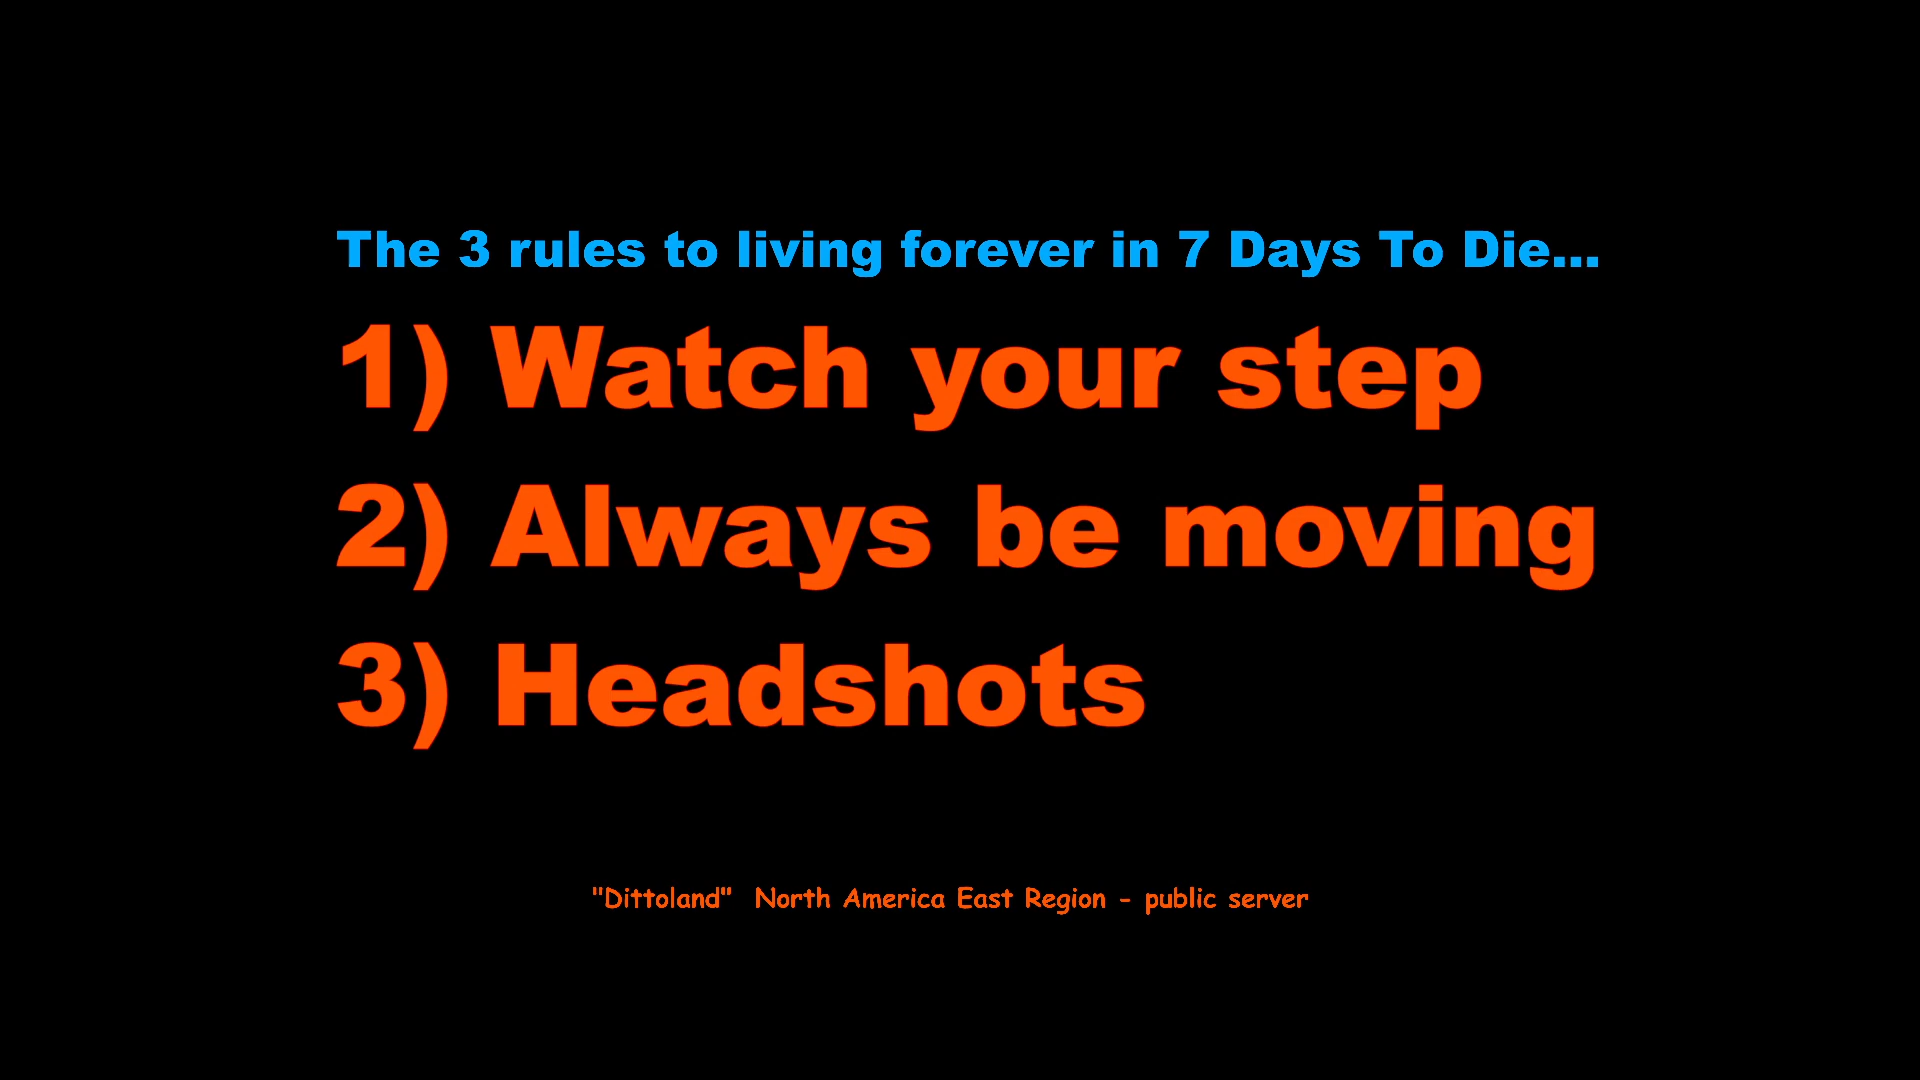 The 3 rules to living forever in 7 Days To Die...
1) Watch your step
2) Always be moving
3) Headshots
"Dittoland" North America East Region - public server